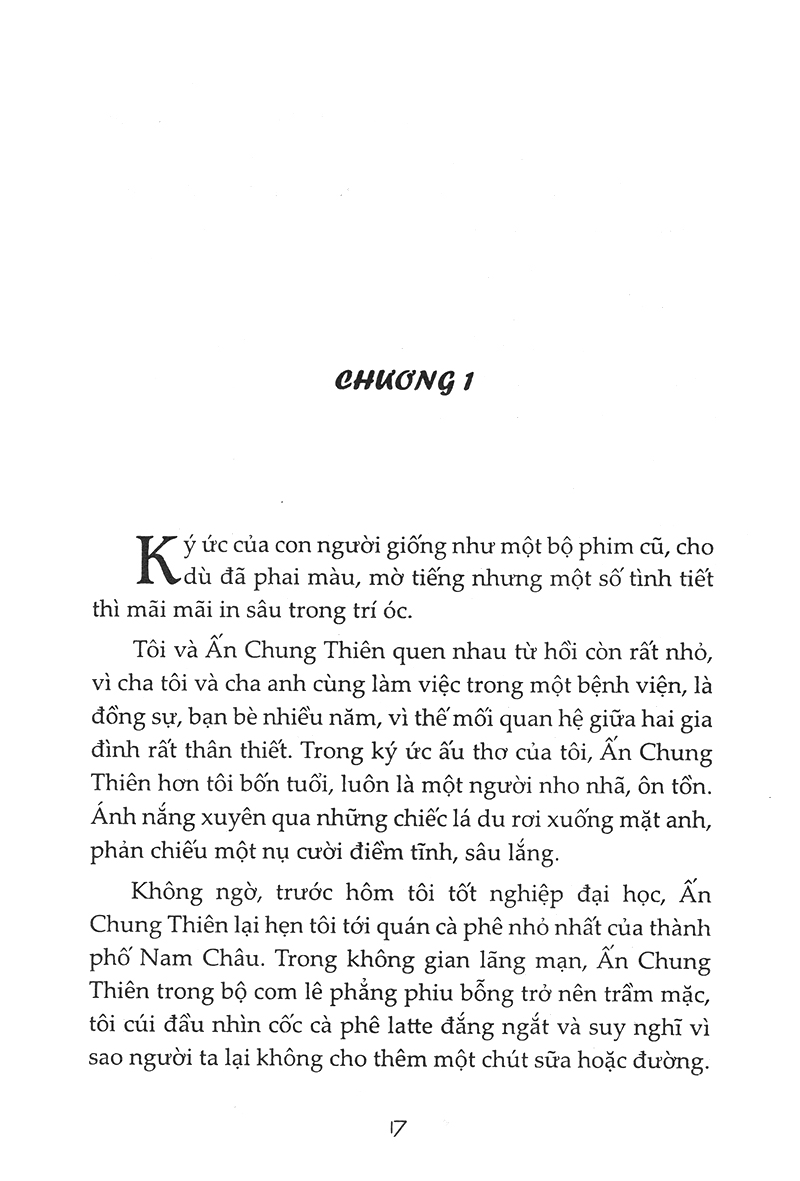 CHƯƠNG 1
Ký ức của con người giống như một bộ phim cũ, cho
dù đã phai màu, mờ tiếng nhưng một số tình tiết
thì mãi mãi in sâu trong trí óc.
Tôi và Ấn Chung Thiên quen nhau từ hồi còn rất nhỏ,
vì cha tôi và cha anh cùng làm việc trong một bệnh viện, là
đồng sự, bạn bè nhiều năm, vì thế mối quan hệ giữa hai gia
đình rất thân thiết. Trong ký ức ấu thơ của tôi, Ấn Chung
Thiên hơn tôi bốn tuổi, luôn là một người nho nhã, ôn tồn.
Ánh nắng xuyên qua những chiếc lá du rơi xuống mặt anh,
phản chiếu một nụ cười điềm tĩnh, sâu lắng.
Không ngờ, trước hôm tôi tốt nghiệp đại học, Ấn
Chung Thiên lại hẹn tôi tới quán cà phê nhỏ nhất của thành
phố Nam Châu. Trong không gian lãng mạn, Ấn Chung
Thiên trong bộ com lê phẳng phiu bỗng trở nên trầm mặc,
tôi cúi đầu nhìn cốc cà phê latte đắng ngắt và suy nghĩ vì
sao người ta lại không cho thêm một chút sữa hoặc đường.
17